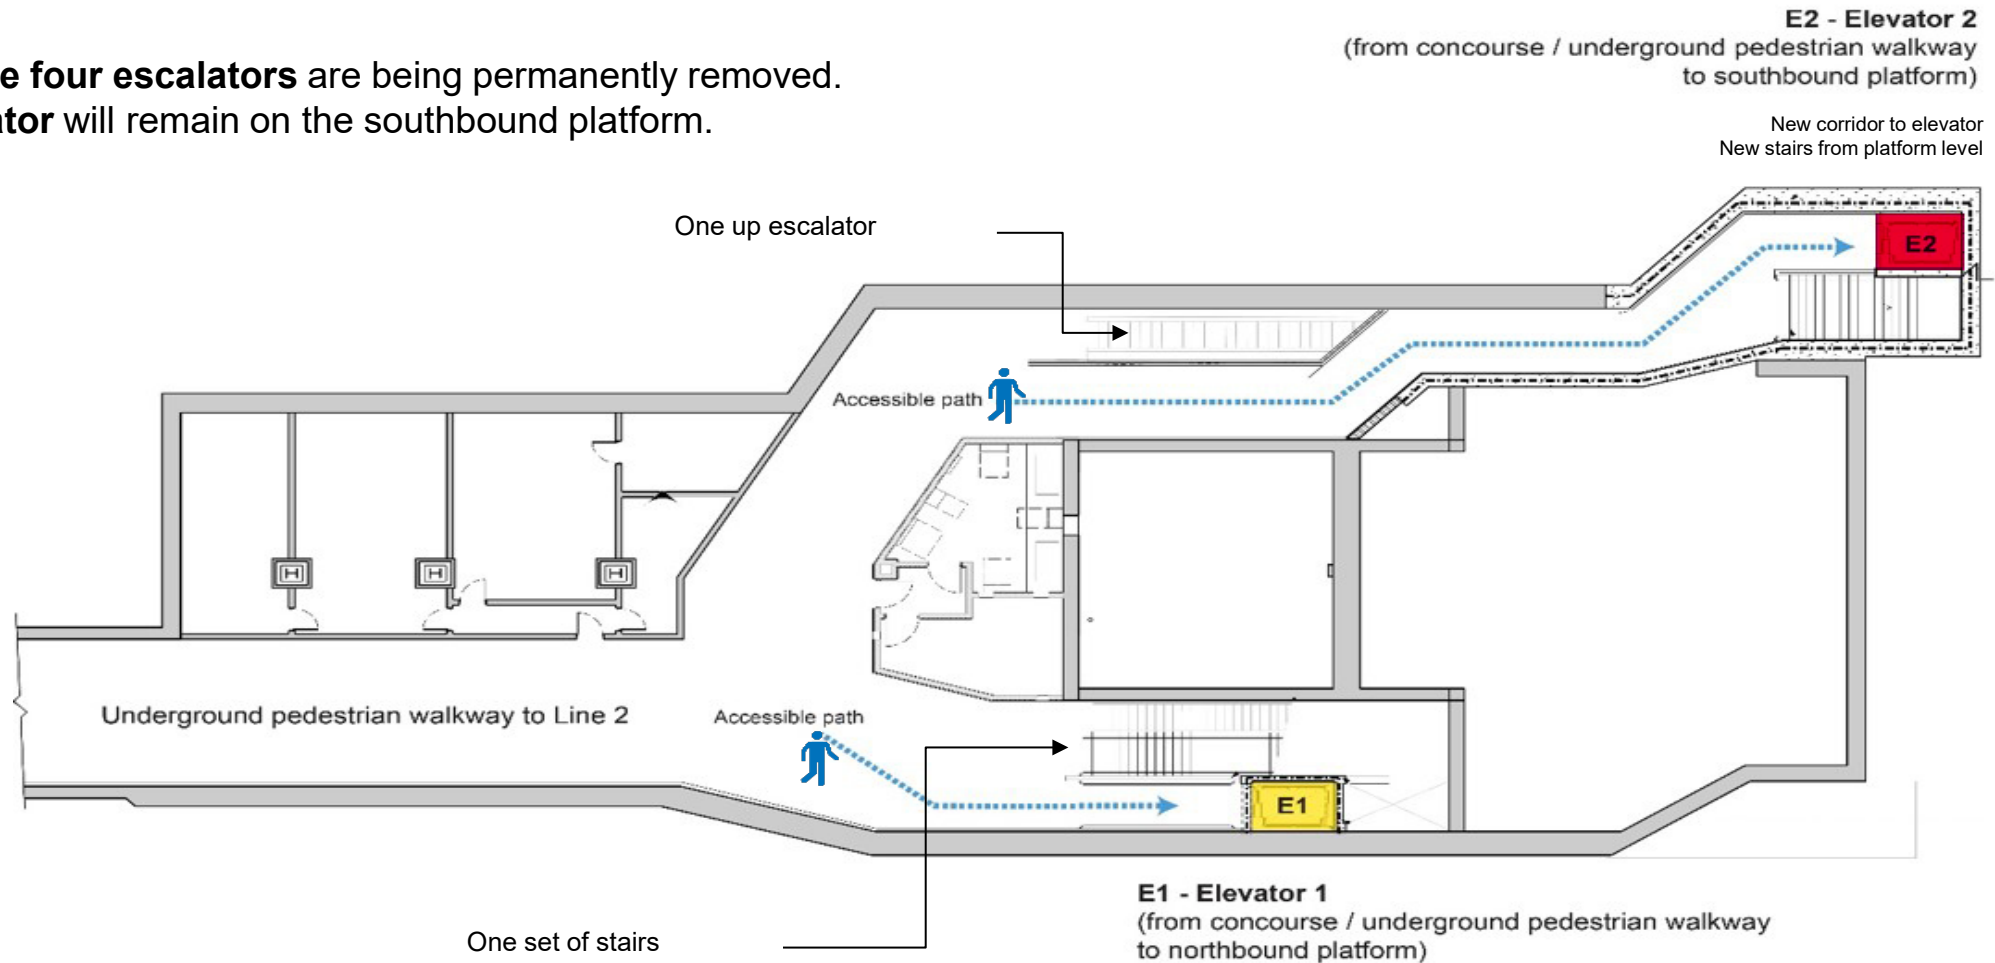 E2 - Elevator 2
(from concourse / underground pedestrian walkway
to southbound platform)
four escalators are being permanently removed.
will remain on the southbound platform.
New corridor to elevator
New stairs from platform level
One up escalator
E2
Accessible path
Underground pedestrian walkway to Line 2
Accessible path
E1
E1 - Elevator 1
(from concourse / underground pedestrian walkway
to northbound platform)
One set of stairs